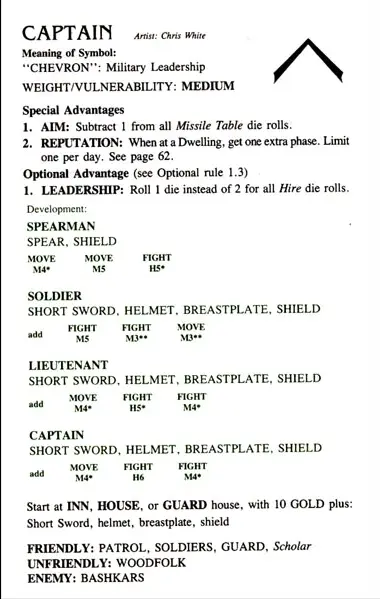 CAPTAIN Artist: Chris White
Meaning of Symbol:
"CHEVRON": Military Leadership
WEIGHT/VULNERABILITY: MEDIUM
Special Advantages
1. AIM: Subtract 1 from all Missile Table die rolls.
2. REPUTATION: When at a Dwelling, get one extra phase. Limit
one per day. See page 62.
Optional Advantage (see Optional rule 1.3)
1. LEADERSHIP: Roll 1 die instead of 2 for all Hire die rolls.
Development:
SPEARMAN
SPEAR, SHIELD
MOVE MOVE FIGHT
M4* M5 H5*
SOLDIER
SHORT SWORD, HELMET, BREASTPLATE, SHIELD
add FIGHT FIGHT MOVE
M5 M3** M3**
LIEUTENANT
SHORT SWORD, HELMET, BREASTPLATE, SHIELD
add MOVE FIGHT FIGHT
M4* H5* M4*
CAPTAIN
SHORT SWORD, HELMET, BREASTPLATE, SHIELD
add MOVE FIGHT FIGHT
M4* H6 M4*
Start at INN, HOUSE, or GUARD house, with 10 GOLD plus:
Short Sword, helmet, breastplate, shield
FRIENDLY: PATROL, SOLDIERS, GUARD, Scholar
UNFRIENDLY: WOODFOLK
ENEMY: BASHKARS